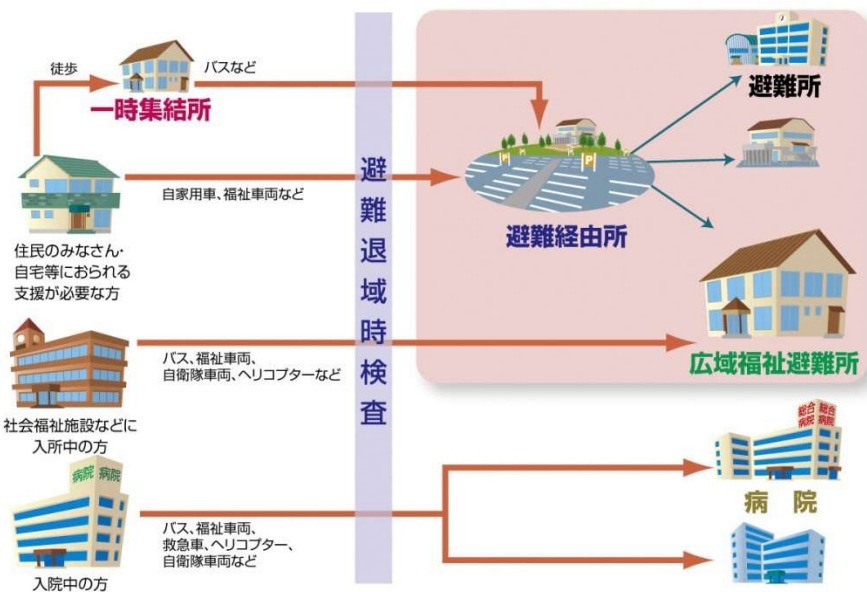 徒歩
バスなど
一時集結所
避難所
自家用車、福祉車両など
避難経由所
住民のみなさん・
自宅等におられる
支援が必要な方
避難退域時検査
P
P
バス、福祉車両、
自衛隊車両、ヘリコプターなど
広域福祉避難所
社会福祉施設などに
入所中の方
総合
病院
総合
病院
病院
病院
病院
バス、福祉車両、
救急車、ヘリコプター、
自衛隊車両など
入院中の方